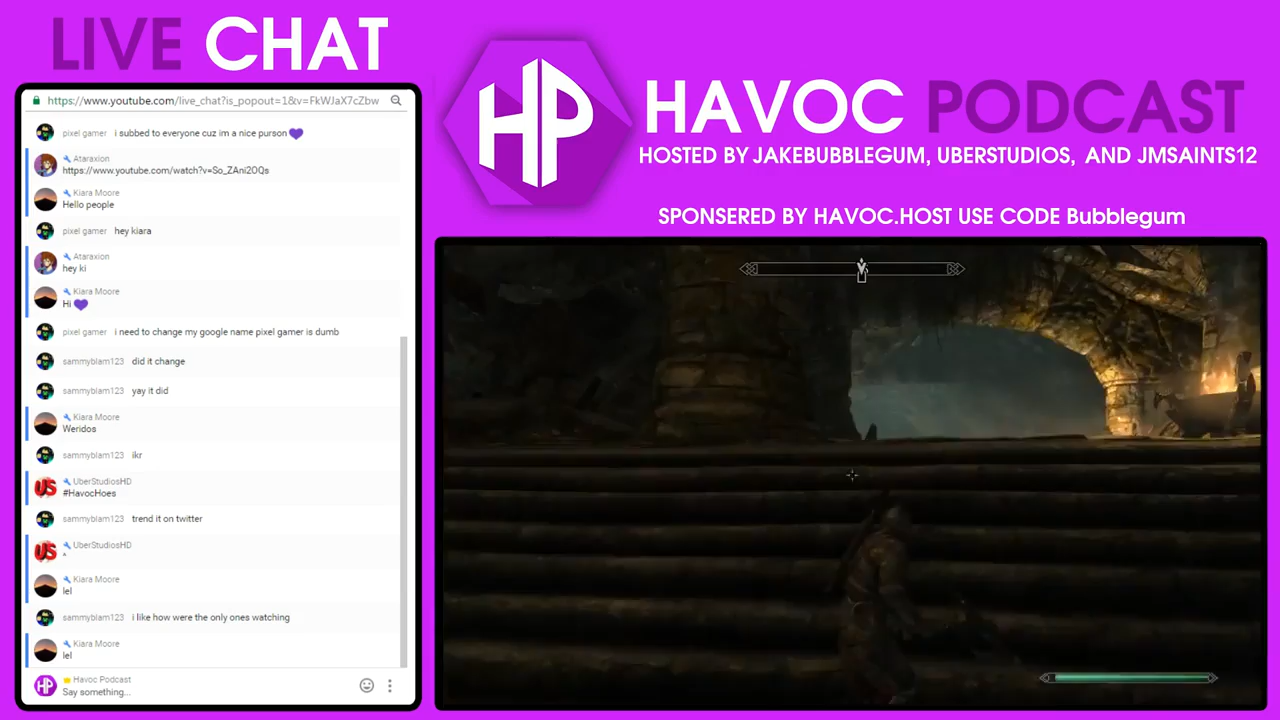 LIVE CHAT
https://www.youtube.com/live_chat?is_popout=1&v=FkWJaX7cZbw
pixel gamer i subbed to everyone cuz im a nice purson 💜
Ataraxion
https://www.youtube.com/watch?v=So_ZAni2OQs
Kiara Moore
Hello people
pixel gamer hey kiara
Ataraxion
hey ki
Kiara Moore
Hi 💜
pixel gamer i need to change my google name pixel gamer is dumb
sammyblam123 did it change
sammyblam123 yay it did
Kiara Moore
Weridos
sammyblam123 ikr
US
UberStudiosHD
#HavocHoes
sammyblam123 trend it on twitter
US
UberStudiosHD
^
Kiara Moore
lel
sammyblam123 i like how were the only ones watching
Kiara Moore
lel
HP
Havoc Podcast
Say something...
HP
HAVOC PODCAST
HOSTED BY JAKEBUBBLEGUM, UBERSTUDIOS, AND JMSAINTS12
SPONSERED BY HAVOC.HOST USE CODE Bubblegum